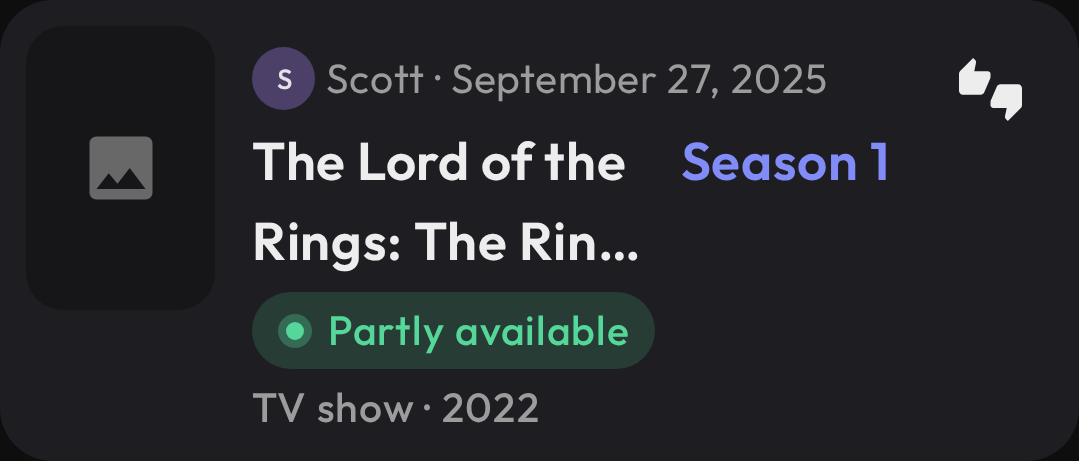 S Scott · September 27, 2025
The Lord of the Season 1
Rings: The Rin...
Partly available
TV show · 2022